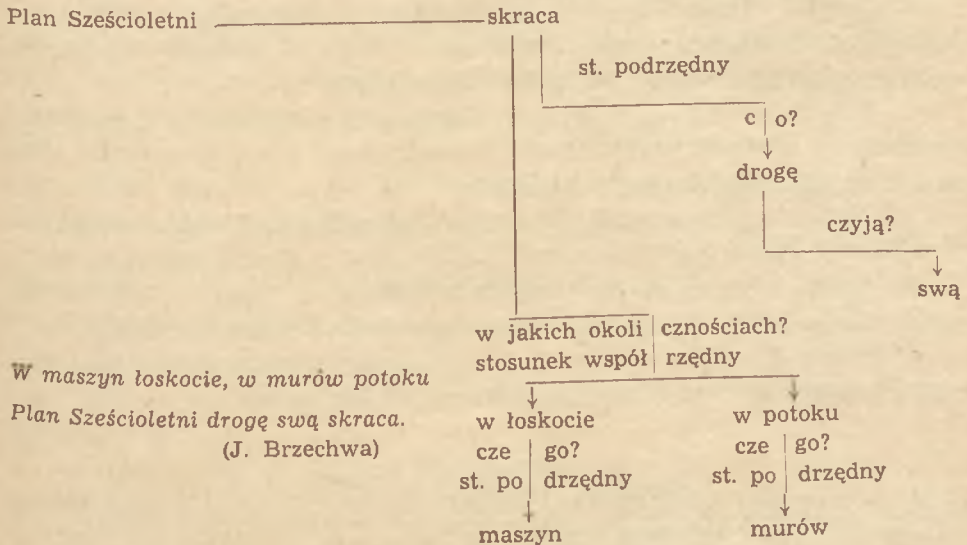 Plan Sześcioletni skraca
st. podrzędny
c o?
drogę
czyją?
swą
w jakich okoli cznościach?
stosunek współ rzędny
W maszyn łoskocie, w murów potoku
Plan Sześcioletni drogę swą skraca.
(J. Brzechwa)
w łoskocie w potoku
cze go? cze go?
st. po drzędny st. po drzędny
maszyn murów